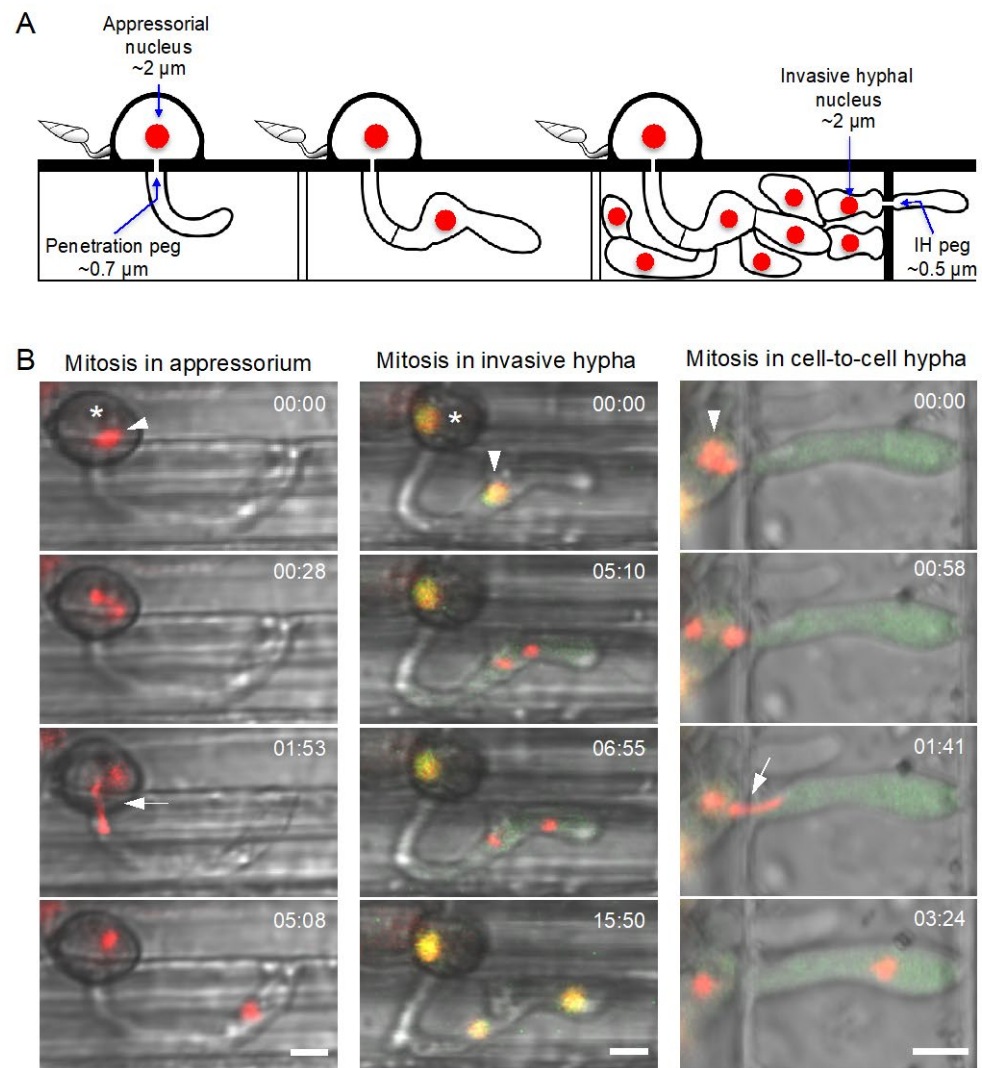 A
Appressorial
nucleus
~2 µm
Invasive hyphal
nucleus
~2 µm
Penetration peg
~0.7 µm
IH peg
~0.5 µm
B
Mitosis in appressorium
Mitosis in invasive hypha
Mitosis in cell-to-cell hypha
*
00:00
*
00:00
00:00
00:28
05:10
00:58
01:53
06:55
01:41
05:08
15:50
03:24